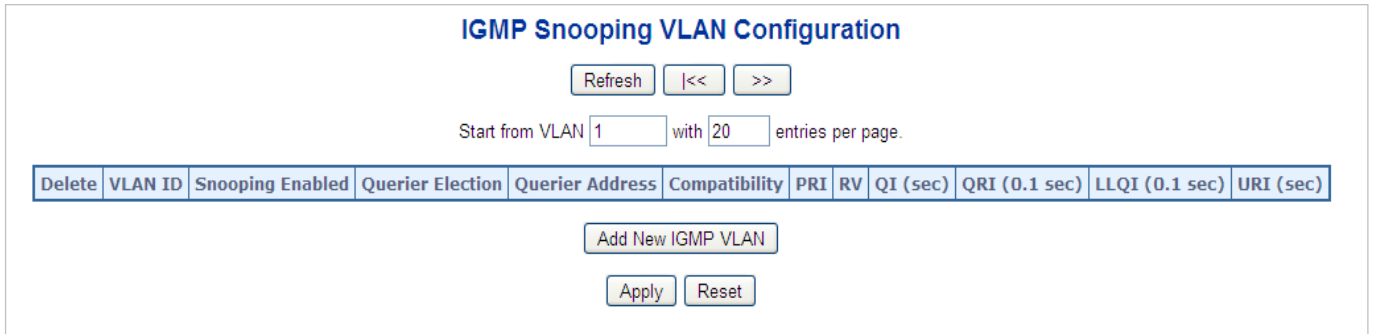 IGMP Snooping VLAN Configuration
Refresh |<< >>
Start from VLAN 1 with 20 entries per page.
Delete VLAN ID Snooping Enabled Querier Election Querier Address Compatibility PRI RV QI (sec) QRI (0.1 sec) LLQI (0.1 sec) URI (sec)
Add New IGMP VLAN
Apply Reset